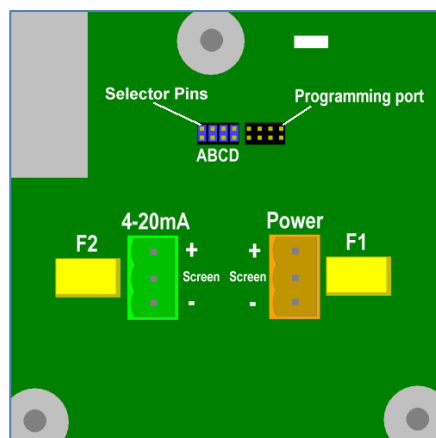 Selector Pins
Programming port
ABCD
4-20mA
Power
F2
F1
+
+
Screen
Screen
-
-